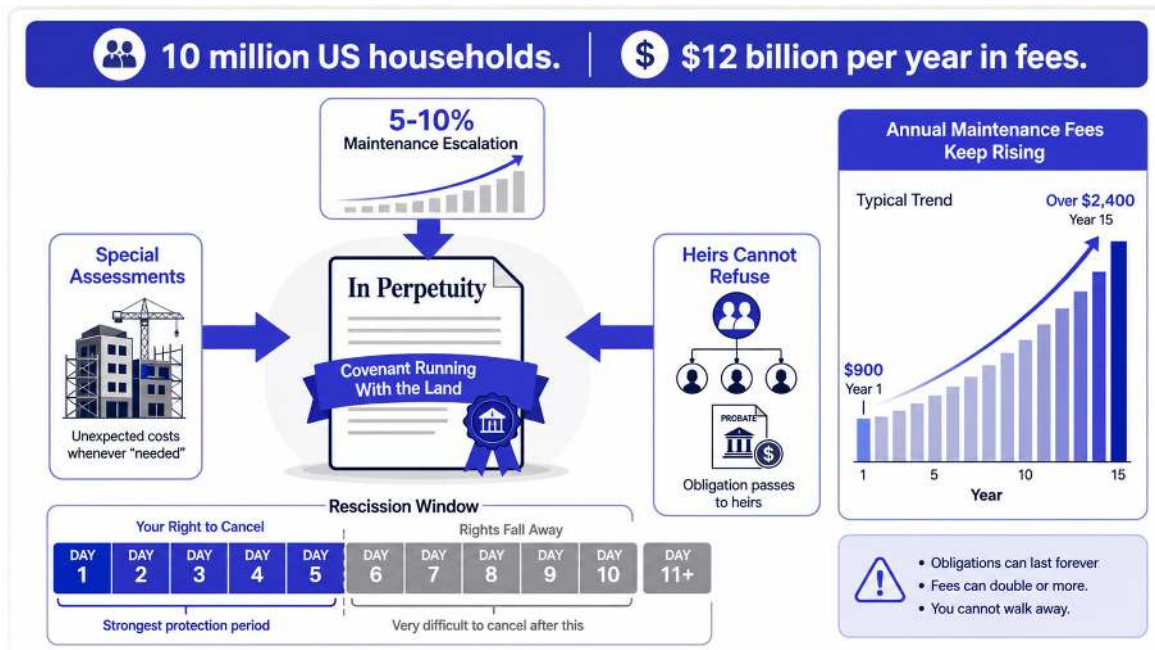 10 million US households.
$
$12 billion per year in fees.
5-10%
Maintenance Escalation
Special
Assessments
Unexpected costs
whenever “needed”
In Perpetuity
Covenant Running
With the Land
Heirs Cannot
Refuse
PROBATE
$
Obligation passes
to heirs
Annual Maintenance Fees
Keep Rising
Typical Trend
Over $2,400
Year 15
$900
Year 1
1
5
10
15
Year
Rescission Window
Your Right to Cancel
Rights Fall Away
DAY 1
DAY 2
DAY 3
DAY 4
DAY 5
DAY 6
DAY 7
DAY 8
DAY 9
DAY 10
DAY 11+
Strongest protection period
Very difficult to cancel after this
• Obligations can last forever
• Fees can double or more.
• You cannot walk away.